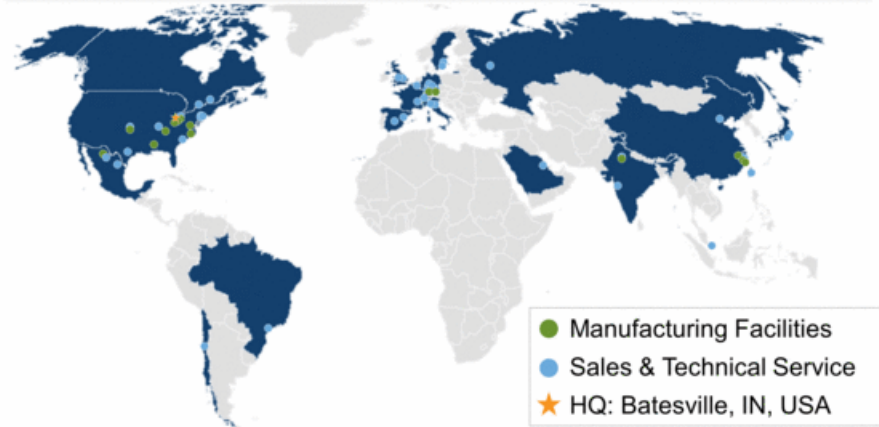 Manufacturing Facilities
Sales & Technical Service
HQ: Batesville, IN, USA